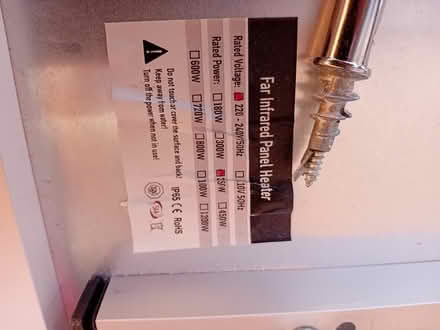 Far Infrared Panel Heater
Rated Voltage: 220 - 240V/50Hz 110V 50Hz
Rated Power: 180W 300W 450W
600W 720W 800W 100W 1200W
Do not touch or cover the surface and back!
Keep away from water!
Turn off the power when not in use!
IP65 CE RoHS